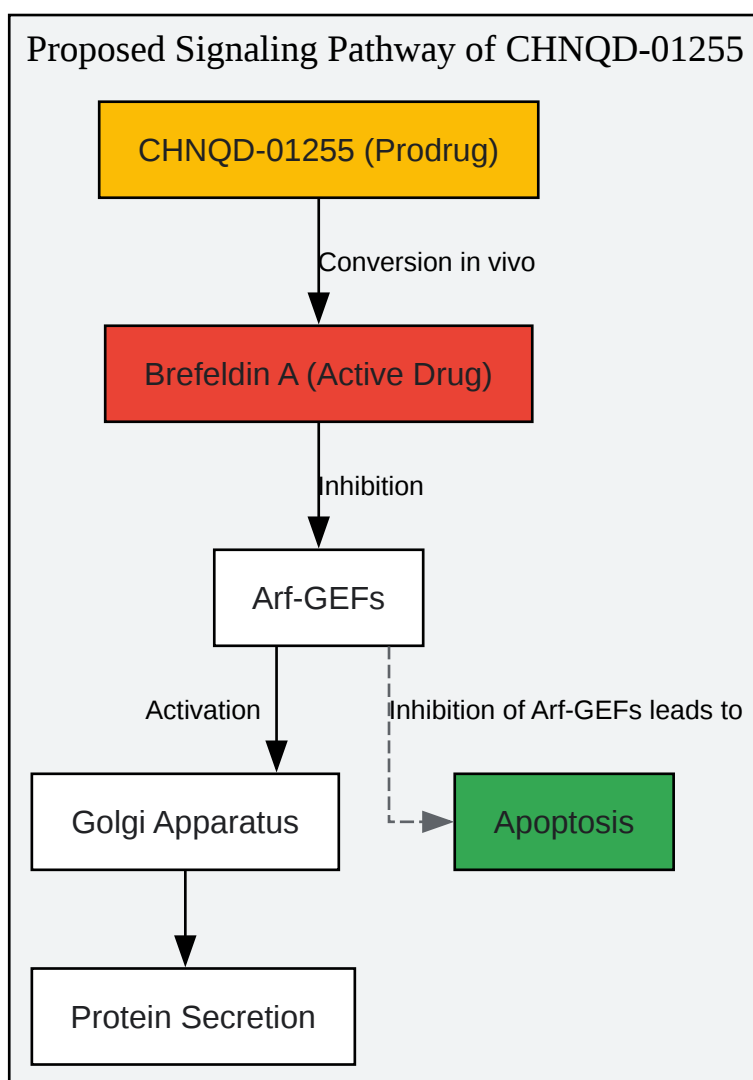 Proposed Signaling Pathway of CHNQD-01255
CHNQD-01255 (Prodrug)
Conversion in vivo
Brefeldin A (Active Drug)
Inhibition
Arf-GEFs
Activation
Inhibition of Arf-GEFs leads to
Golgi Apparatus
Apoptosis
Protein Secretion